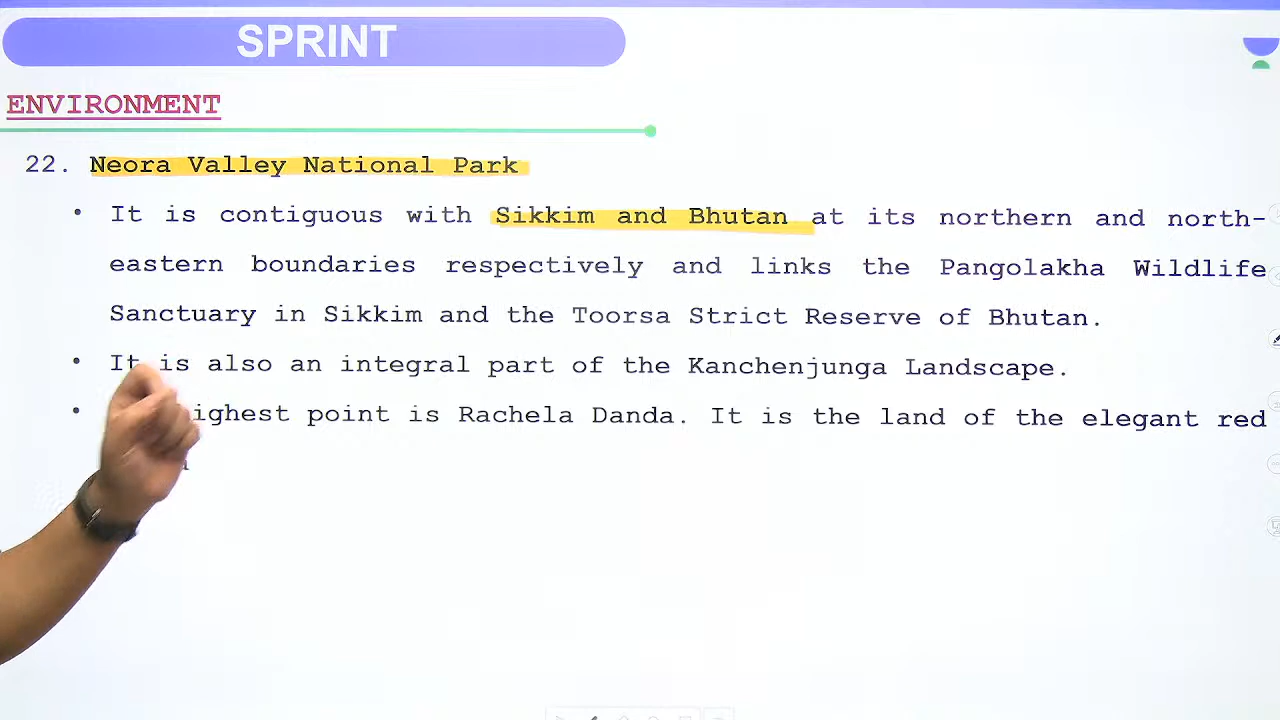 SPRINT
ENVIRONMENT
22. Neora Valley National Park
• It is contiguous with Sikkim and Bhutan at its northern and north-
eastern boundaries respectively and links the Pangolakha Wildlife
Sanctuary in Sikkim and the Toorsa Strict Reserve of Bhutan.
• It is also an integral part of the Kanchenjunga Landscape.
• point is Rachela Danda. It is the land of the elegant red